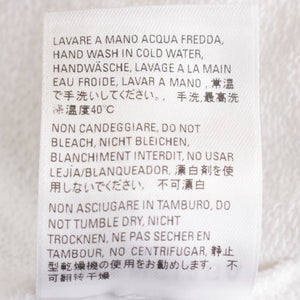 LAVARE A MANO ACQUA FREDDA,
HAND WASH IN COLD WATER,
HANDWÄSCHE, LAVAGE A LA MAIN
EAU FROIDE, LAVAR A MANO , 常温
で手洗いしてください。 手洗,最高洗
涤温度40℃
NON CANDEGGIARE, DO NOT
BLEACH, NICHT BLEICHEN,
BLANCHIMENT INTERDIT, NO USAR
LEJÍA/BLANQUEADOR, 漂白剤を使
用しないでください, 不可漂白
NON ASCIUGARE IN TAMBURO, DO
NOT TUMBLE DRY, NICHT
TROCKNEN, NE PAS SECHER EN
TAMBOUR, NO CENTRIFUGAR, 静止
型乾燥機の使用をお勧めします, 不
可翻转干燥